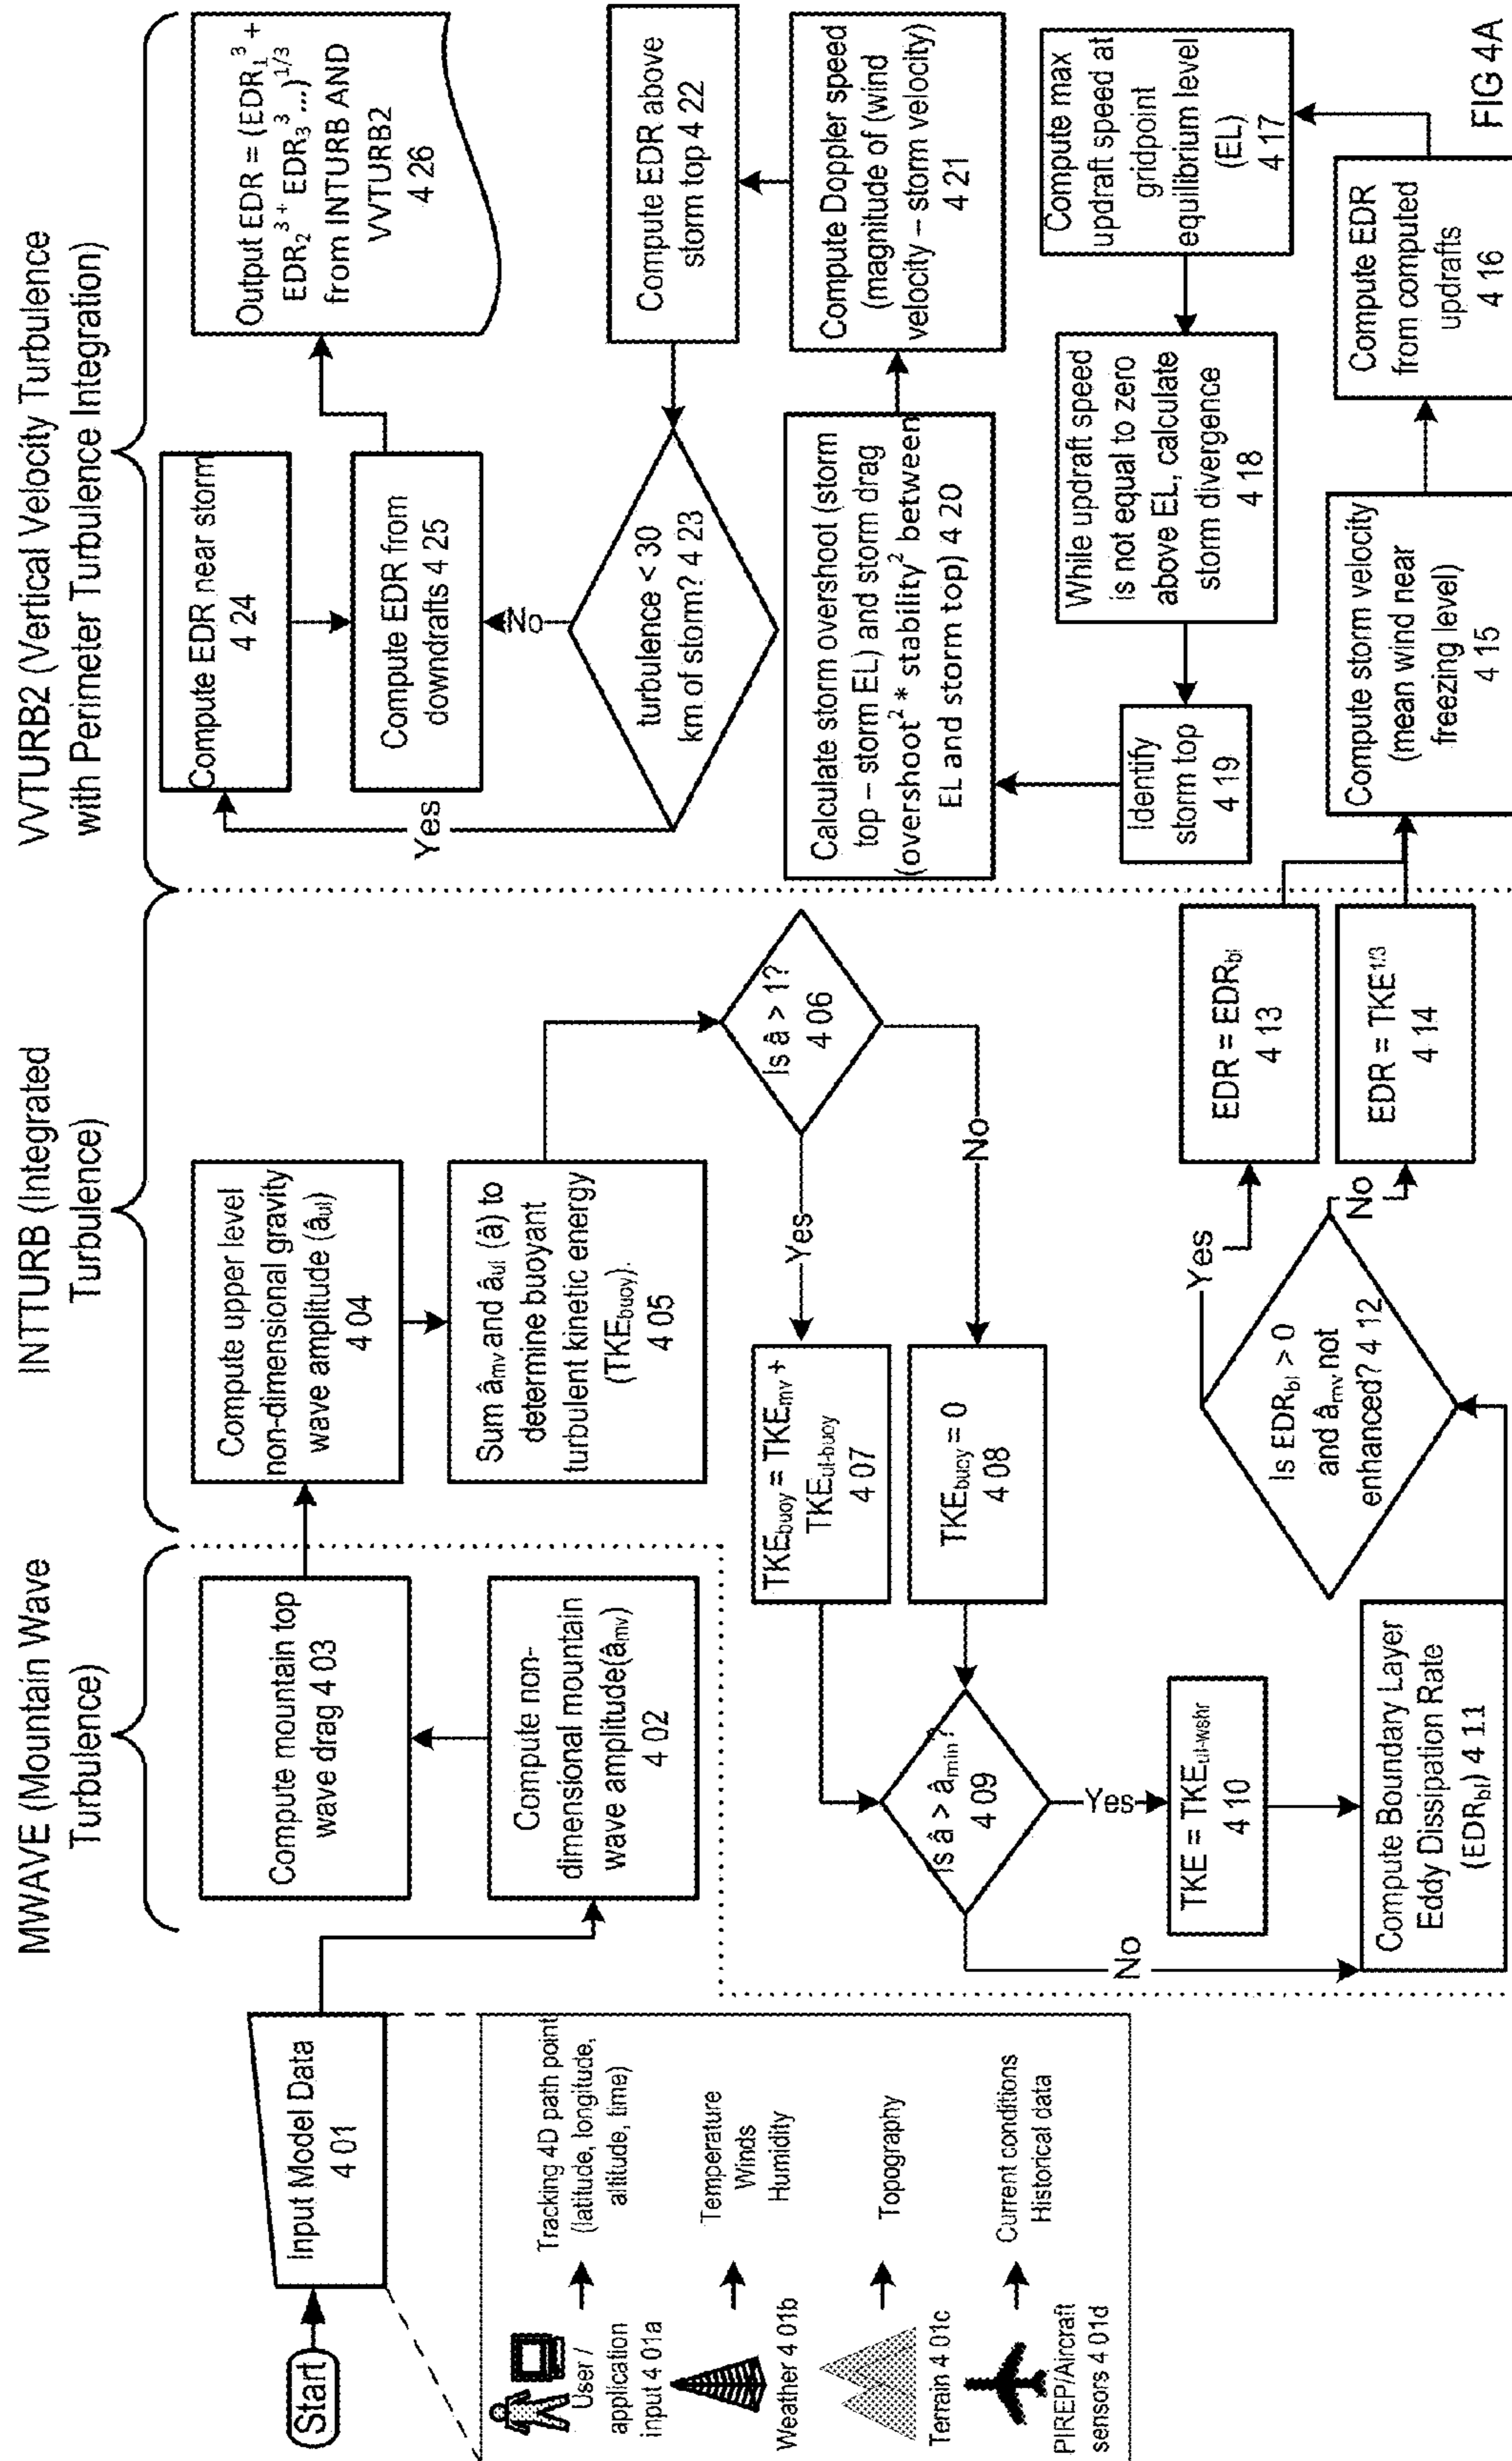 MWAVE (Mountain Wave
Turbulence)
INTTURB (Integrated
Turbulence)
VVTURB2 (Vertical Velocity Turbulence
with Perimeter Turbulence Integration)
Start
Input Model Data
4 01
User /
application
input 4 01a
Tracking 4D path point
(latitude, longitude,
altitude, time)
Weather 4 01b
Temperature
Winds
Humidity
Terrain 4 01c
Topography
PIREP/Aircraft
sensors 4 01d
Current conditions
Historical data
Compute non-
dimensional mountain
wave amplitude(âmv)
4 02
Compute mountain top
wave drag 4 03
Compute upper level
non-dimensional gravity
wave amplitude (âul)
4 04
Sum âmv and âul (â) to
determine buoyant
turbulent kinetic energy
(TKEbuoy).
4 05
Is â > 1?
4 06
Yes
No
TKEbuoy = TKEmv +
TKEul-buoy
4 07
TKEbuoy = 0
4 08
Is â > âmin?
4 09
Yes
No
TKE = TKEul-wshr
4 10
Compute Boundary Layer
Eddy Dissipation Rate
(EDRbl) 4 11
Is EDRbl > 0
and âmv not
enhanced? 4 12
Yes
No
EDR = EDRbl
4 13
EDR = TKE^1/3
4 14
Compute storm velocity
(mean wind near
freezing level)
4 15
Compute EDR
from computed
updrafts
4 16
Compute max
updraft speed at
gridpoint
equilibrium level
(EL)
4 17
While updraft speed
is not equal to zero
above EL, calculate
storm divergence
4 18
Identify
storm top
4 19
Calculate storm overshoot (storm
top – storm EL) and storm drag
(overshoot² * stability² between
EL and storm top) 4 20
Compute Doppler speed
(magnitude of (wind
velocity – storm velocity)
4 21
Compute EDR above
storm top 4 22
turbulence < 30
km of storm? 4 23
Yes
No
Compute EDR near storm
4 24
Compute EDR from
downdrafts 4 25
Output EDR = (EDR₁³ +
EDR₂³⁺ EDR₃³ ...)^1/3
from INTURB AND
VVTURB2
4 26
FIG 4A